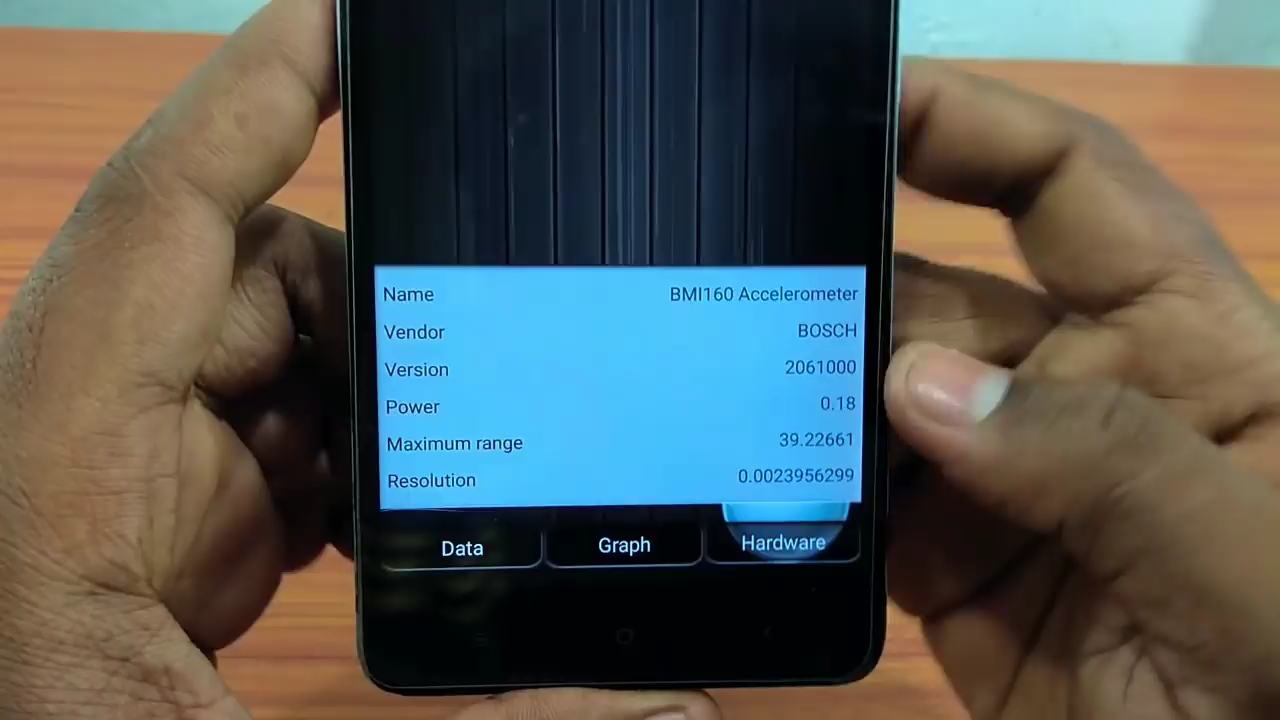 Name BMI160 Accelerometer
Vendor BOSCH
Version 2061000
Power 0.18
Maximum range 39.22661
Resolution 0.0023956299
Data Graph Hardware